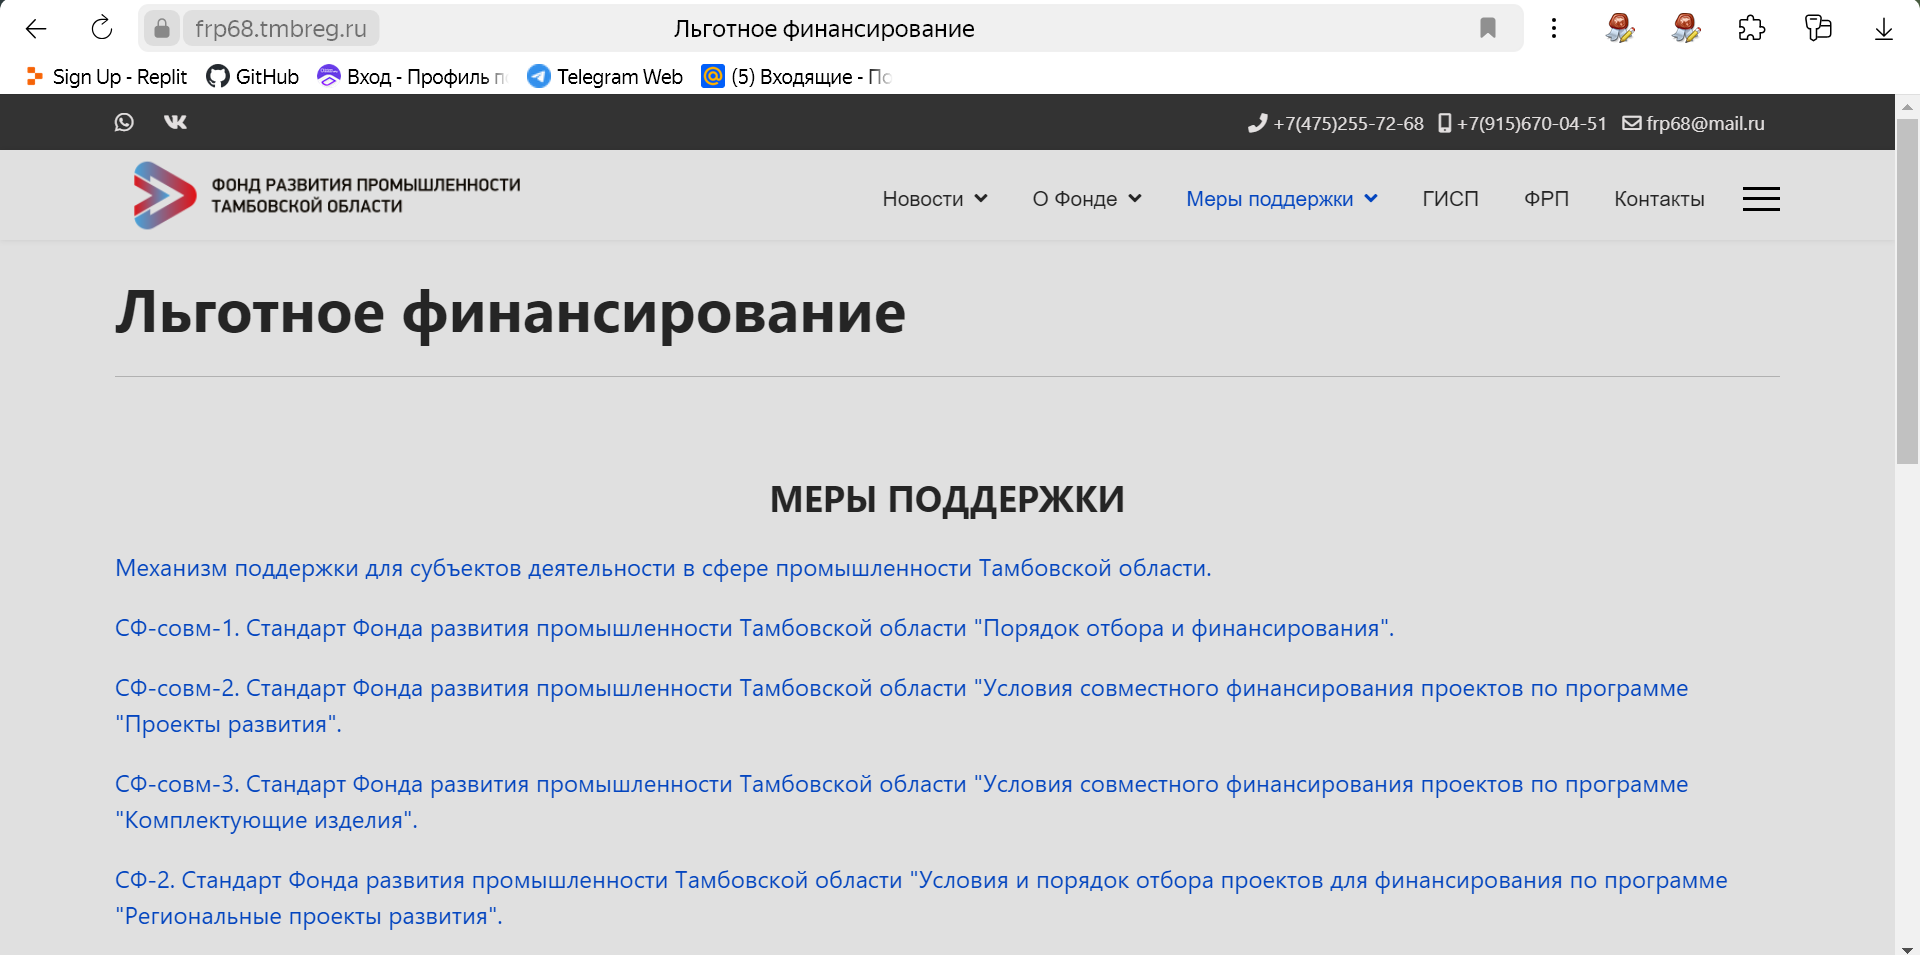 frp68.tmbreg.ru
Льготное финансирование
Sign Up - Replit
GitHub
Вход - Профиль
Telegram Web
(5) Входящие -
+7(475)255-72-68
+7(915)670-04-51
frp68@mail.ru
ФОНД РАЗВИТИЯ ПРОМЫШЛЕННОСТИ
ТАМБОВСКОЙ ОБЛАСТИ
Новости
О Фонде
Меры поддержки
ГИСП
ФРП
Контакты
Льготное финансирование
МЕРЫ ПОДДЕРЖКИ
Механизм поддержки для субъектов деятельности в сфере промышленности Тамбовской области.
СФ-совм-1. Стандарт Фонда развития промышленности Тамбовской области "Порядок отбора и финансирования".
СФ-совм-2. Стандарт Фонда развития промышленности Тамбовской области "Условия совместного финансирования проектов по программе
"Проекты развития".
СФ-совм-3. Стандарт Фонда развития промышленности Тамбовской области "Условия совместного финансирования проектов по программе
"Комплектующие изделия".
СФ-2. Стандарт Фонда развития промышленности Тамбовской области "Условия и порядок отбора проектов для финансирования по программе
"Региональные проекты развития".